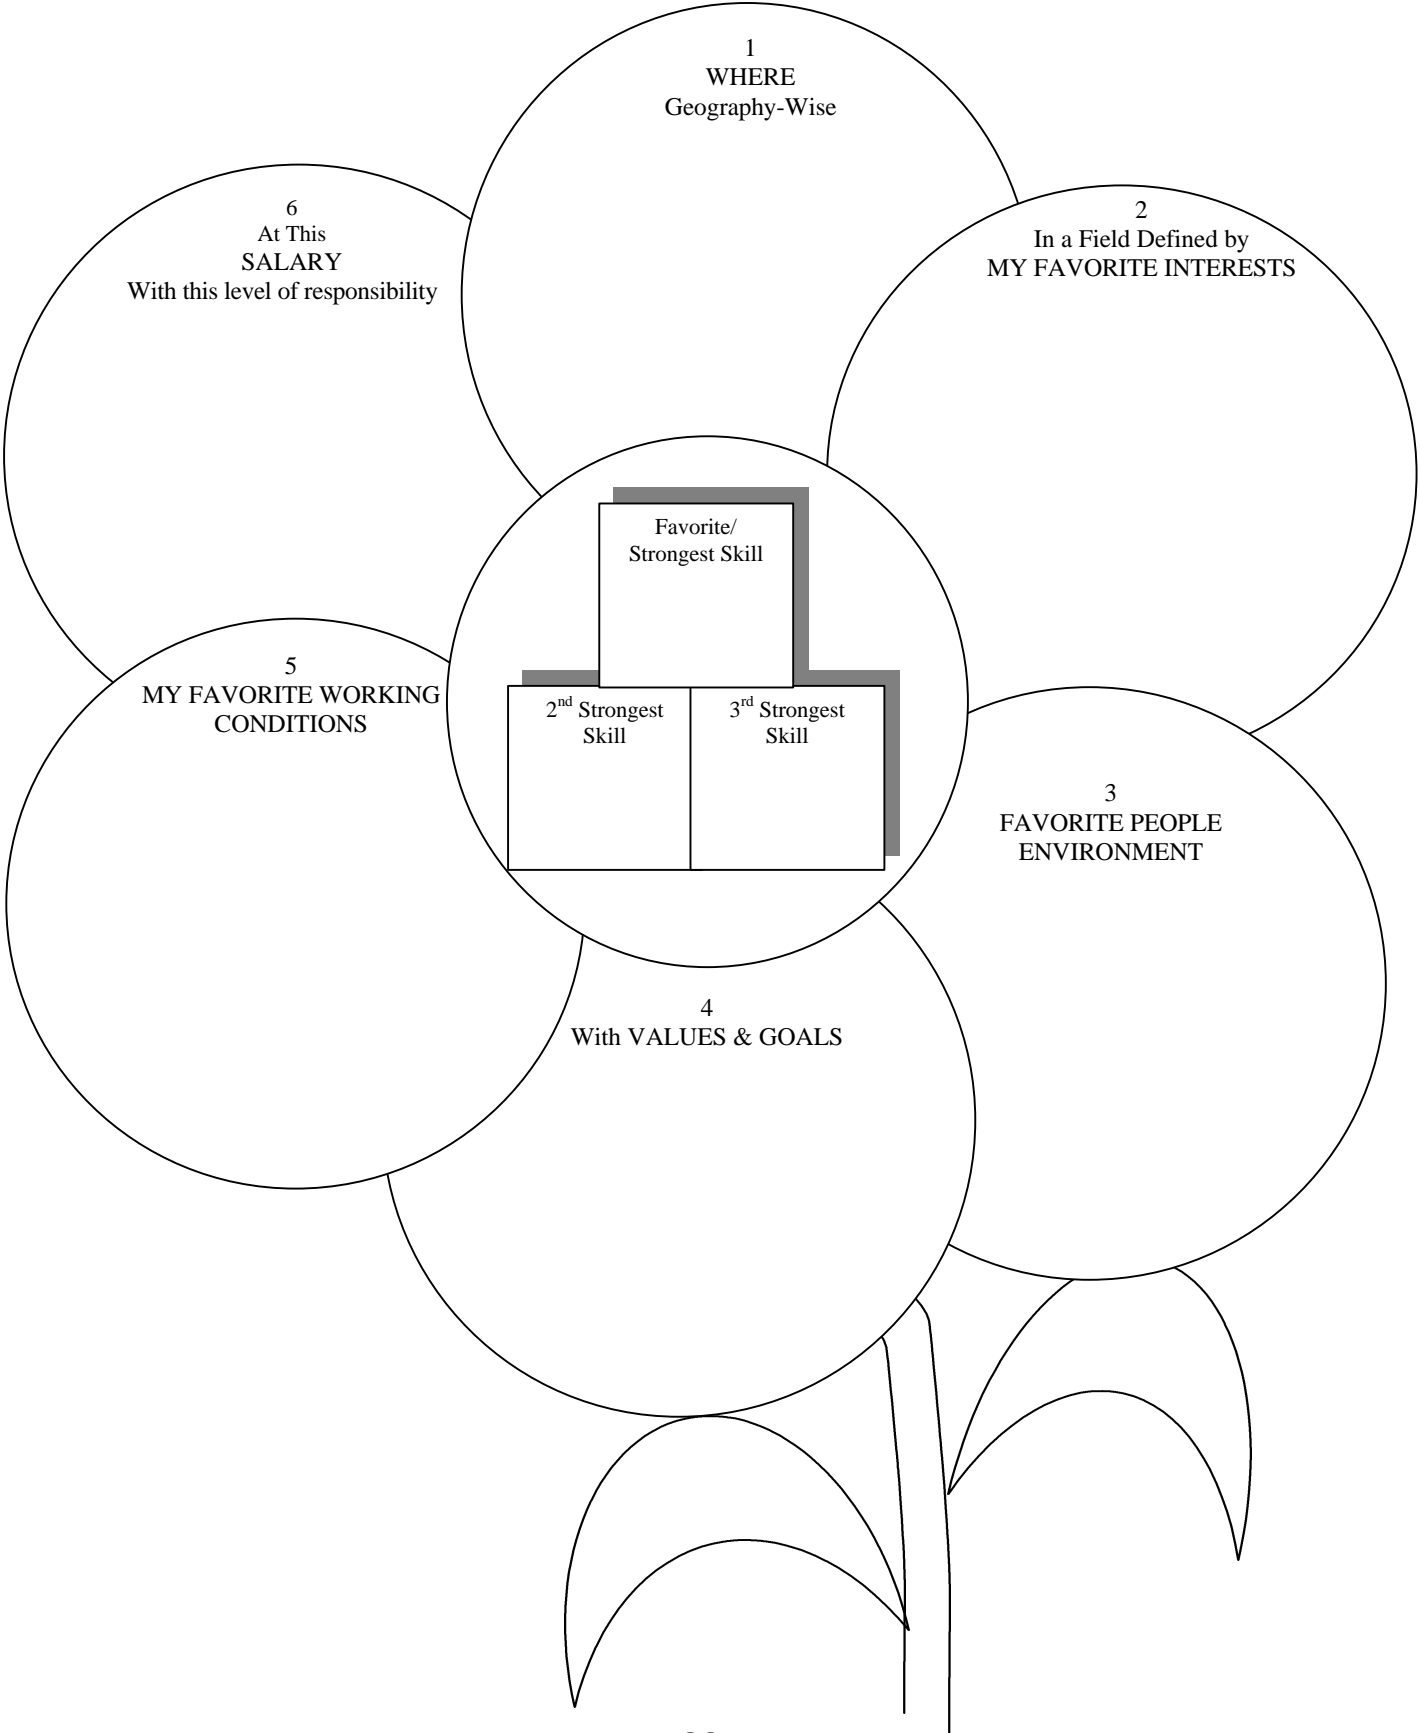 1
WHERE
Geography-Wise
2
In a Field Defined by
MY FAVORITE INTERESTS
6
At This
SALARY
With this level of responsibility
Favorite/
Strongest Skill
2nd Strongest
Skill
3rd Strongest
Skill
5
MY FAVORITE WORKING
CONDITIONS
3
FAVORITE PEOPLE
ENVIRONMENT
4
With VALUES & GOALS